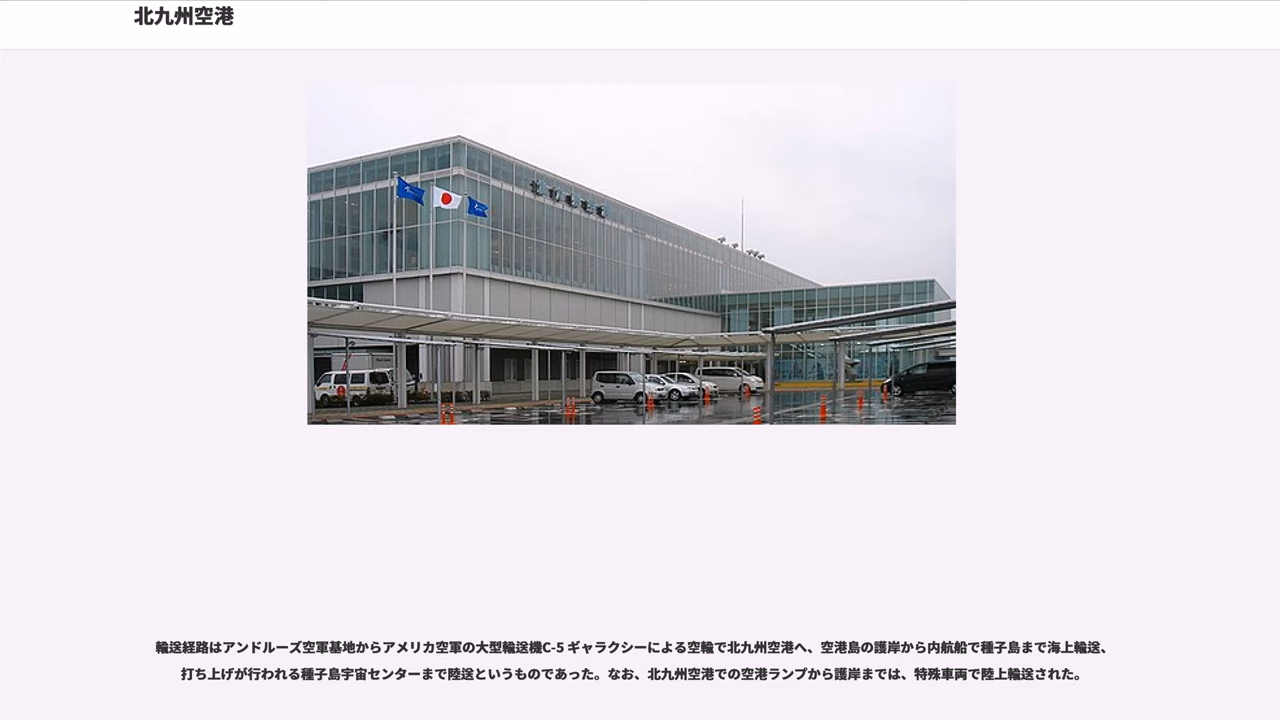 北九州空港
輸送経路はアンドルーズ空軍基地からアメリカ空軍の大型輸送機C-5 ギャラクシーによる空輸で北九州空港へ、空港島の護岸から内航船で種子島まで海上輸送、
打ち上げが行われる種子島宇宙センターまで陸送というものであった。なお、北九州空港での空港ランプから護岸までは、特殊車両で陸上輸送された。